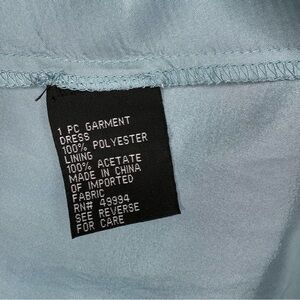 1 PC GARMENT
DRESS
100% POLYESTER
LINING
100% ACETATE
MADE IN CHINA
OF IMPORTED
FABRIC
RN# 49994
SEE REVERSE
FOR CARE